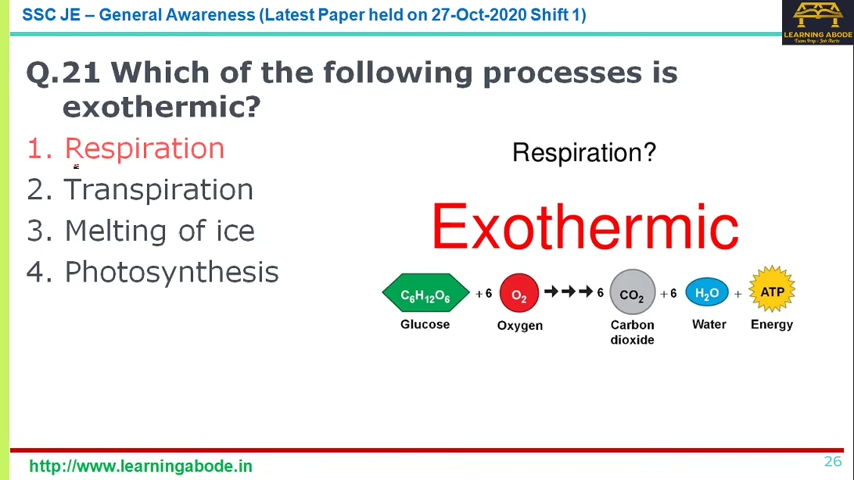 SSC JE – General Awareness (Latest Paper held on 27-Oct-2020 Shift 1)
LEARNING ABODE
Q.21 Which of the following processes is
exothermic?
1. Respiration
2. Transpiration
3. Melting of ice
4. Photosynthesis
Respiration?
Exothermic
C6H12O6 + 6 O2 → → → 6 CO2 + 6 H2O + ATP
Glucose Oxygen Carbon dioxide Water Energy
http://www.learningabode.in
26